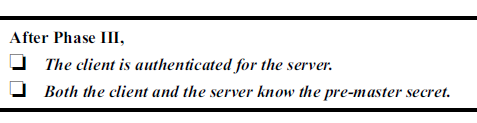 After Phase III,
❏ The client is authenticated for the server.
❏ Both the client and the server know the pre-master secret.